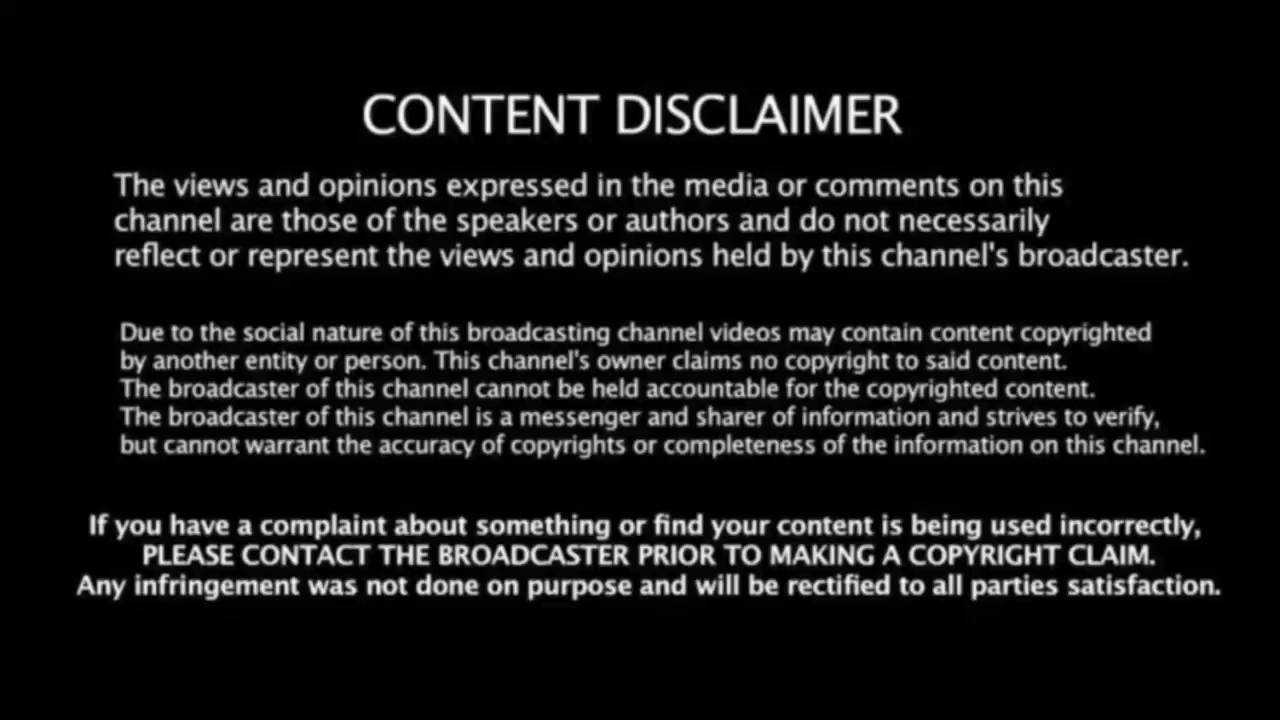 CONTENT DISCLAIMER
The views and opinions expressed in the media or comments on this
channel are those of the speakers or authors and do not necessarily
reflect or represent the views and opinions held by this channel's broadcaster.
Due to the social nature of this broadcasting channel videos may contain content copyrighted
by another entity or person. This channel's owner claims no copyright to said content.
The broadcaster of this channel cannot be held accountable for the copyrighted content.
The broadcaster of this channel is a messenger and sharer of information and strives to verify,
but cannot warrant the accuracy of copyrights or completeness of the information on this channel.
If you have a complaint about something or find your content is being used incorrectly,
PLEASE CONTACT THE BROADCASTER PRIOR TO MAKING A COPYRIGHT CLAIM.
Any infringement was not done on purpose and will be rectified to all parties satisfaction.